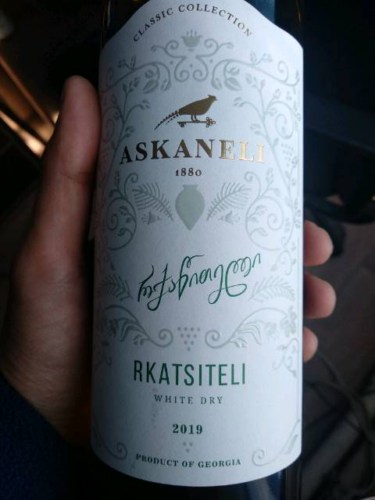 CLASSIC COLLECTION
ASKANELI
1880
რქაწითელი
RKATSITELI
WHITE DRY
2019
PRODUCT OF GEORGIA